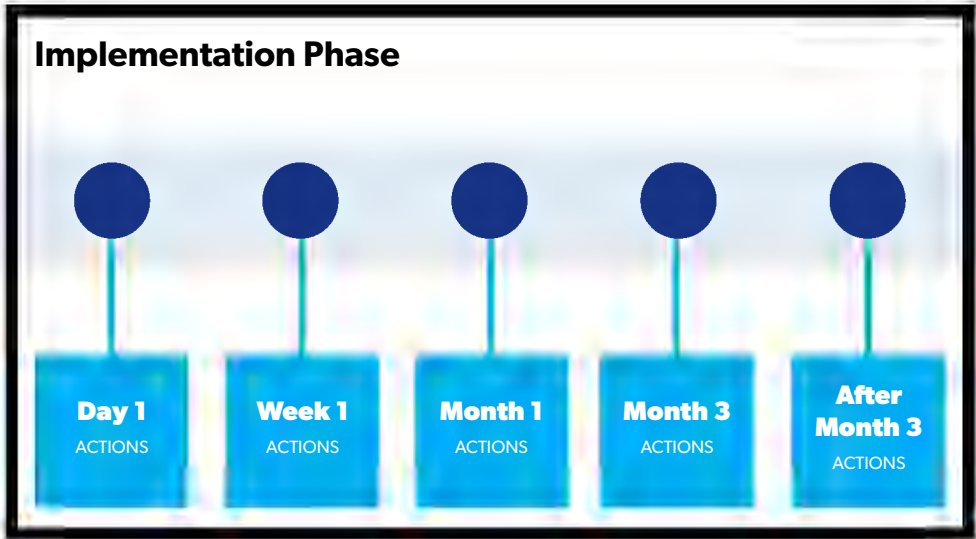 Implementation Phase
Day 1
ACTIONS
Week 1
ACTIONS
Month 1
ACTIONS
Month 3
ACTIONS
After
Month 3
ACTIONS